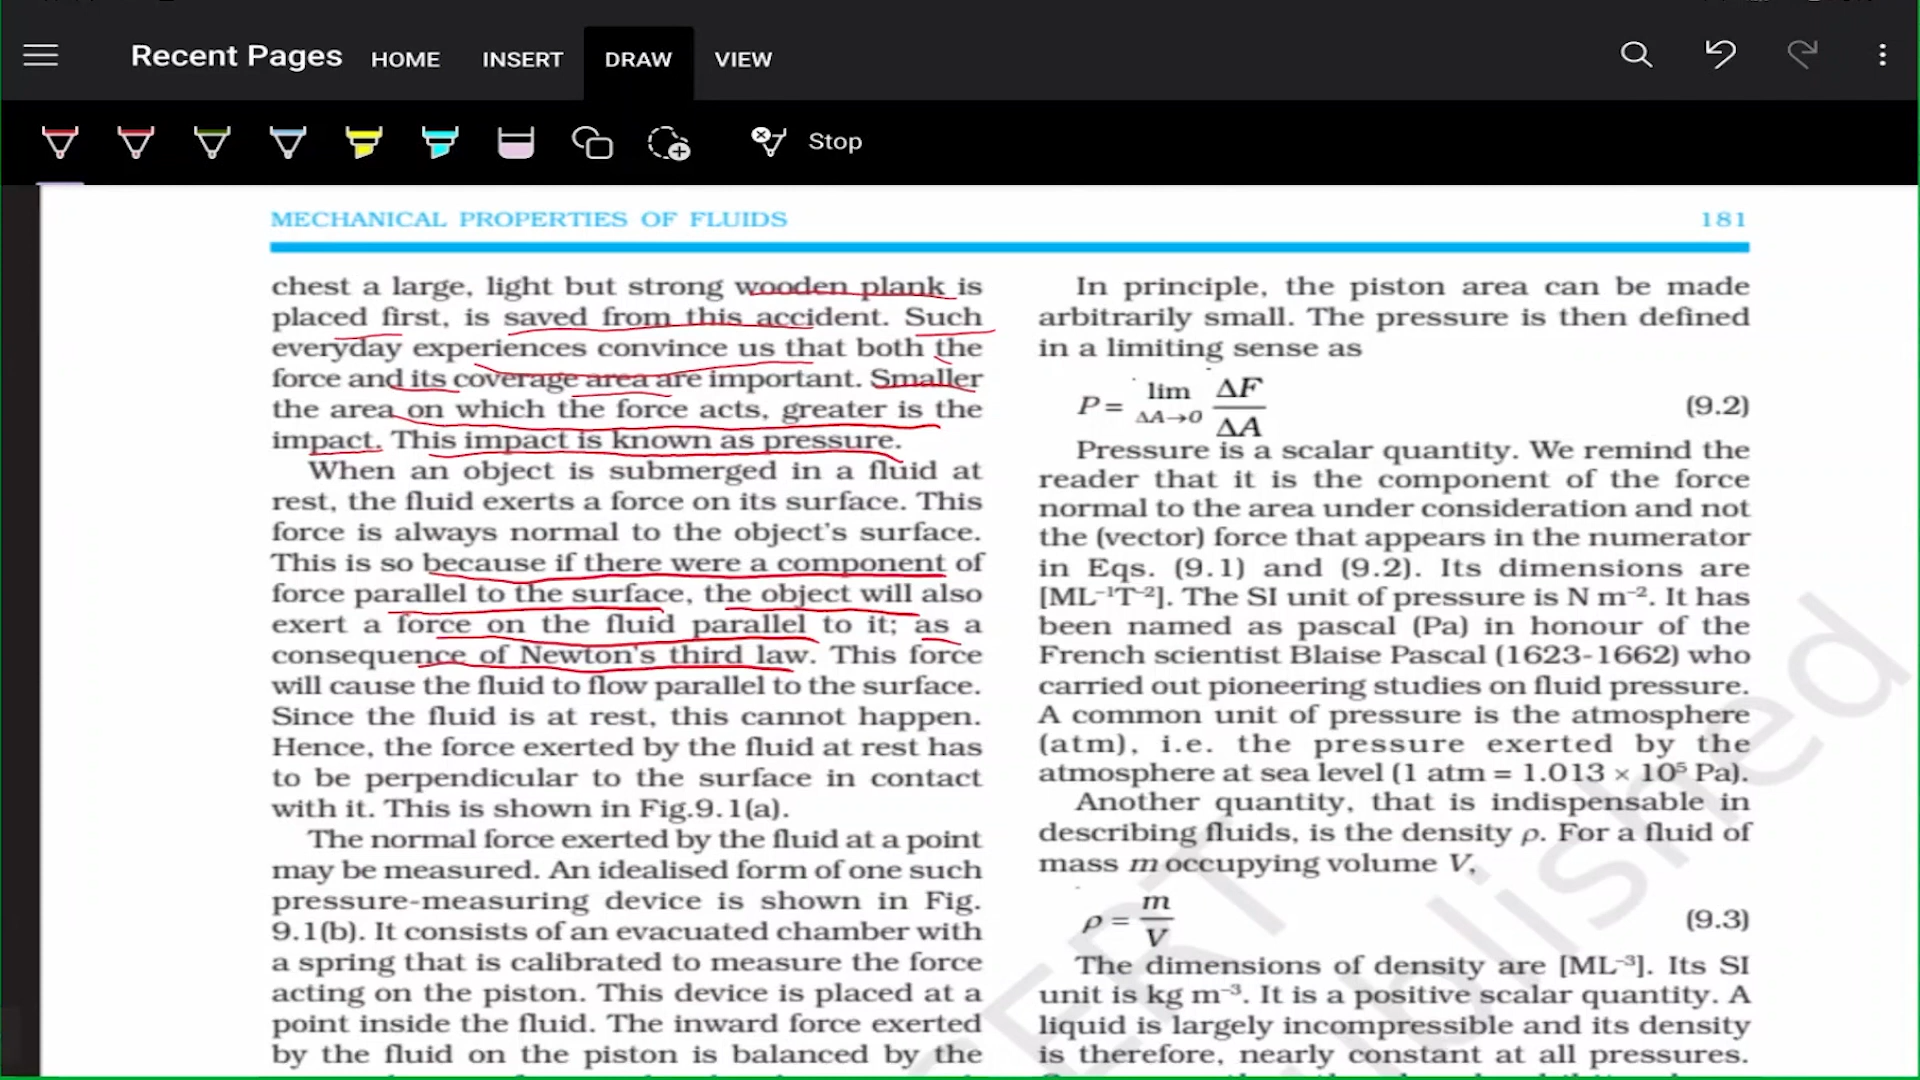 Recent Pages HOME INSERT DRAW VIEW
Stop
MECHANICAL PROPERTIES OF FLUIDS 181
chest a large, light but strong wooden plank is
placed first, is saved from this accident. Such
everyday experiences convince us that both the
force and its coverage area are important. Smaller
the area on which the force acts, greater is the
impact. This impact is known as pressure.
When an object is submerged in a fluid at
rest, the fluid exerts a force on its surface. This
force is always normal to the object's surface.
This is so because if there were a component of
force parallel to the surface, the object will also
exert a force on the fluid parallel to it; as a
consequence of Newton's third law. This force
will cause the fluid to flow parallel to the surface.
Since the fluid is at rest, this cannot happen.
Hence, the force exerted by the fluid at rest has
to be perpendicular to the surface in contact
with it. This is shown in Fig.9.1(a).
The normal force exerted by the fluid at a point
may be measured. An idealised form of one such
pressure-measuring device is shown in Fig.
9.1(b). It consists of an evacuated chamber with
a spring that is calibrated to measure the force
acting on the piston. This device is placed at a
point inside the fluid. The inward force exerted
by the fluid on the piston is balanced by the
In principle, the piston area can be made
arbitrarily small. The pressure is then defined
in a limiting sense as
P = lim ΔA→0 ΔF/ΔA (9.2)
Pressure is a scalar quantity. We remind the
reader that it is the component of the force
normal to the area under consideration and not
the (vector) force that appears in the numerator
in Eqs. (9.1) and (9.2). Its dimensions are
[ML⁻¹T⁻²]. The SI unit of pressure is N m⁻². It has
been named as pascal (Pa) in honour of the
French scientist Blaise Pascal (1623-1662) who
carried out pioneering studies on fluid pressure.
A common unit of pressure is the atmosphere
(atm), i.e. the pressure exerted by the
atmosphere at sea level (1 atm = 1.013 × 10⁵ Pa).
Another quantity, that is indispensable in
describing fluids, is the density ρ. For a fluid of
mass m occupying volume V,
ρ = m/V (9.3)
The dimensions of density are [ML⁻³]. Its SI
unit is kg m⁻³. It is a positive scalar quantity. A
liquid is largely incompressible and its density
is therefore, nearly constant at all pressures.